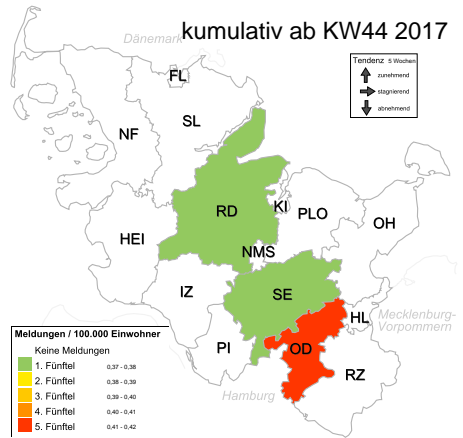 kumulativ ab KW44 2017
Dänemark
Tendenz 5 Wochen
zunehmend
stagnierend
abnehmend
FL
NF
SL
RD
KI
PLO
OH
HEI
NMS
IZ
SE
HL
Mecklenburg-
Vorpommern
PI
OD
RZ
Hamburg
Meldungen / 100.000 Einwohner
Keine Meldungen
1. Fünftel 0,37 - 0,38
2. Fünftel 0,38 - 0,39
3. Fünftel 0,39 - 0,40
4. Fünftel 0,40 - 0,41
5. Fünftel 0,41 - 0,42